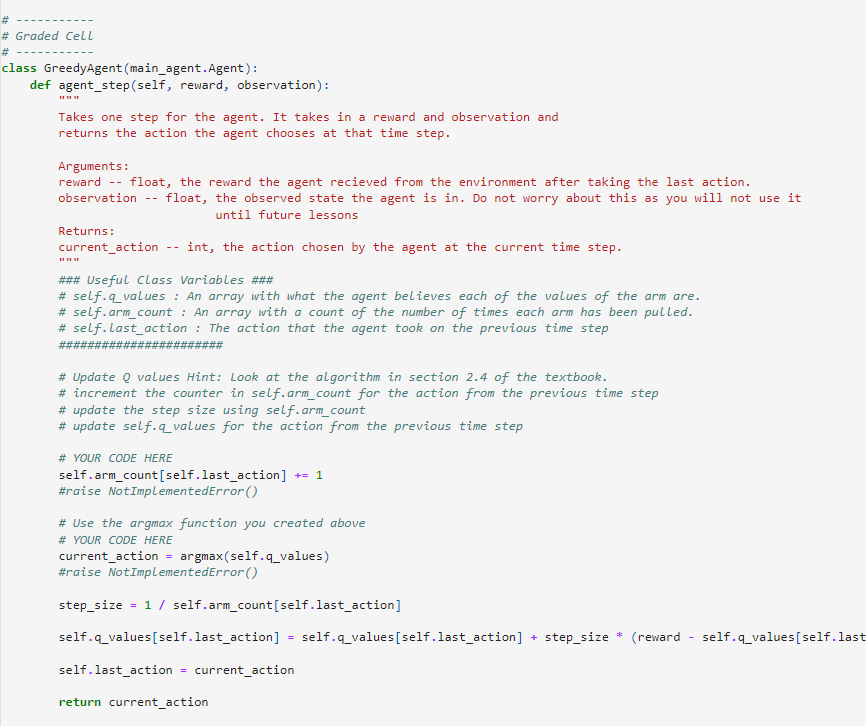 # -----------
# Graded Cell
# -----------
class GreedyAgent(main_agent.Agent):
    def agent_step(self, reward, observation):
        """
        Takes one step for the agent. It takes in a reward and observation and
        returns the action the agent chooses at that time step.

        Arguments:
        reward -- float, the reward the agent recieved from the environment after taking the last action.
        observation -- float, the observed state the agent is in. Do not worry about this as you will not use it
                              until future lessons
        Returns:
        current_action -- int, the action chosen by the agent at the current time step.
        """
        ### Useful Class Variables ###
        # self.q_values : An array with what the agent believes each of the values of the arm are.
        # self.arm_count : An array with a count of the number of times each arm has been pulled.
        # self.last_action : The action that the agent took on the previous time step
        #######################

        # Update Q values Hint: Look at the algorithm in section 2.4 of the textbook.
        # increment the counter in self.arm_count for the action from the previous time step
        # update the step size using self.arm_count
        # update self.q_values for the action from the previous time step

        # YOUR CODE HERE
        self.arm_count[self.last_action] += 1
        #raise NotImplementedError()

        # Use the argmax function you created above
        # YOUR CODE HERE
        current_action = argmax(self.q_values)
        #raise NotImplementedError()

        step_size = 1 / self.arm_count[self.last_action]

        self.q_values[self.last_action] = self.q_values[self.last_action] + step_size * (reward - self.q_values[self.last

        self.last_action = current_action

        return current_action